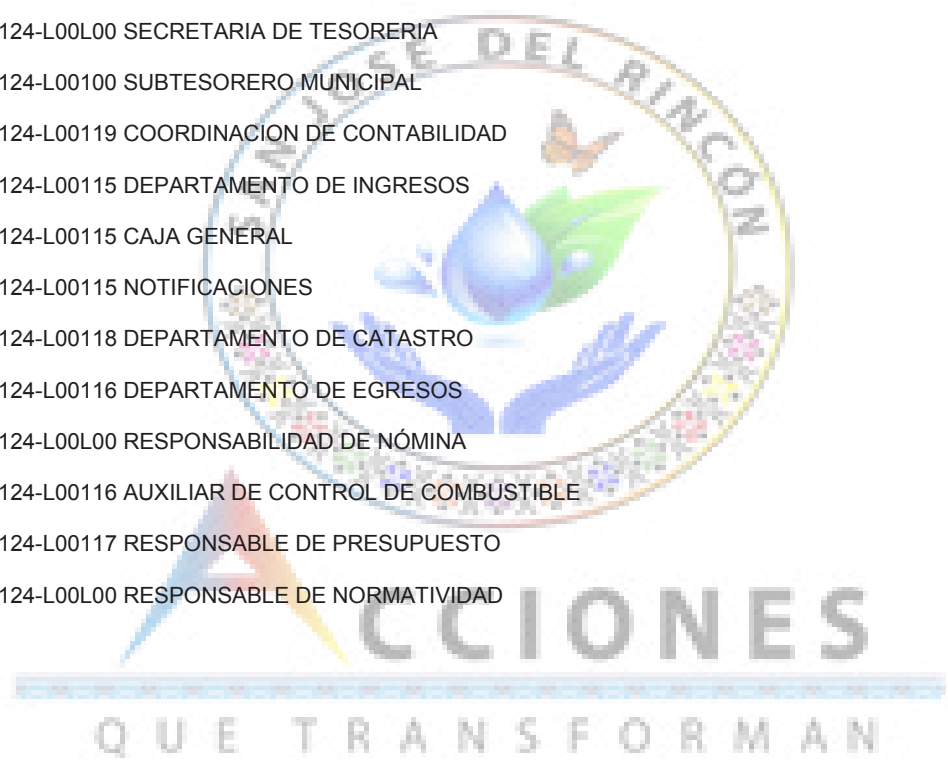 124-L00L00 SECRETARIA DE TESORERIA
124-L00100 SUBTESORERO MUNICIPAL
124-L00119 COORDINACION DE CONTABILIDAD
124-L00115 DEPARTAMENTO DE INGRESOS
124-L00115 CAJA GENERAL
124-L00115 NOTIFICACIONES
124-L00118 DEPARTAMENTO DE CATASTRO
124-L00116 DEPARTAMENTO DE EGRESOS
124-L00L00 RESPONSABILIDAD DE NÓMINA
124-L00116 AUXILIAR DE CONTROL DE COMBUSTIBLE
124-L00117 RESPONSABLE DE PRESUPUESTO
124-L00L00 RESPONSABLE DE NORMATIVIDAD
SAN JOSE DEL RINCÓN
ACCIONES
QUE TRANSFORMAN